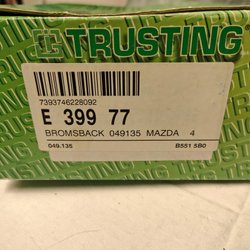 TRUSTING
7393746228092
E 399 77
BROMSBACK 049135 MAZDA 4
049.135 B551 5B0